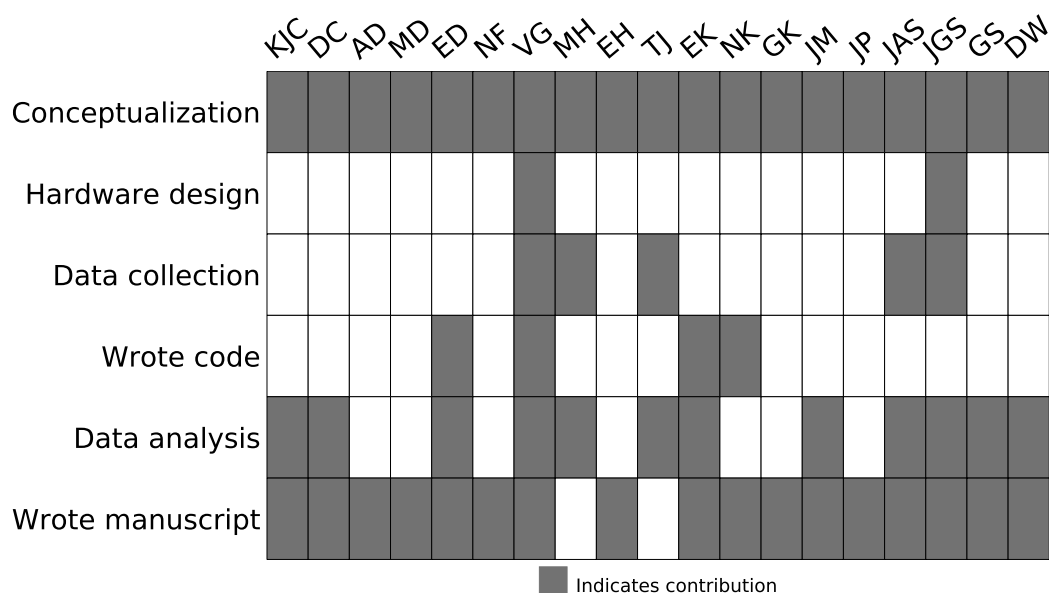 KJC DC AD MD ED NF VG MH EH TJ EK NK GK JM JP JAS JGS GS DW
Conceptualization
Hardware design
Data collection
Wrote code
Data analysis
Wrote manuscript
Indicates contribution